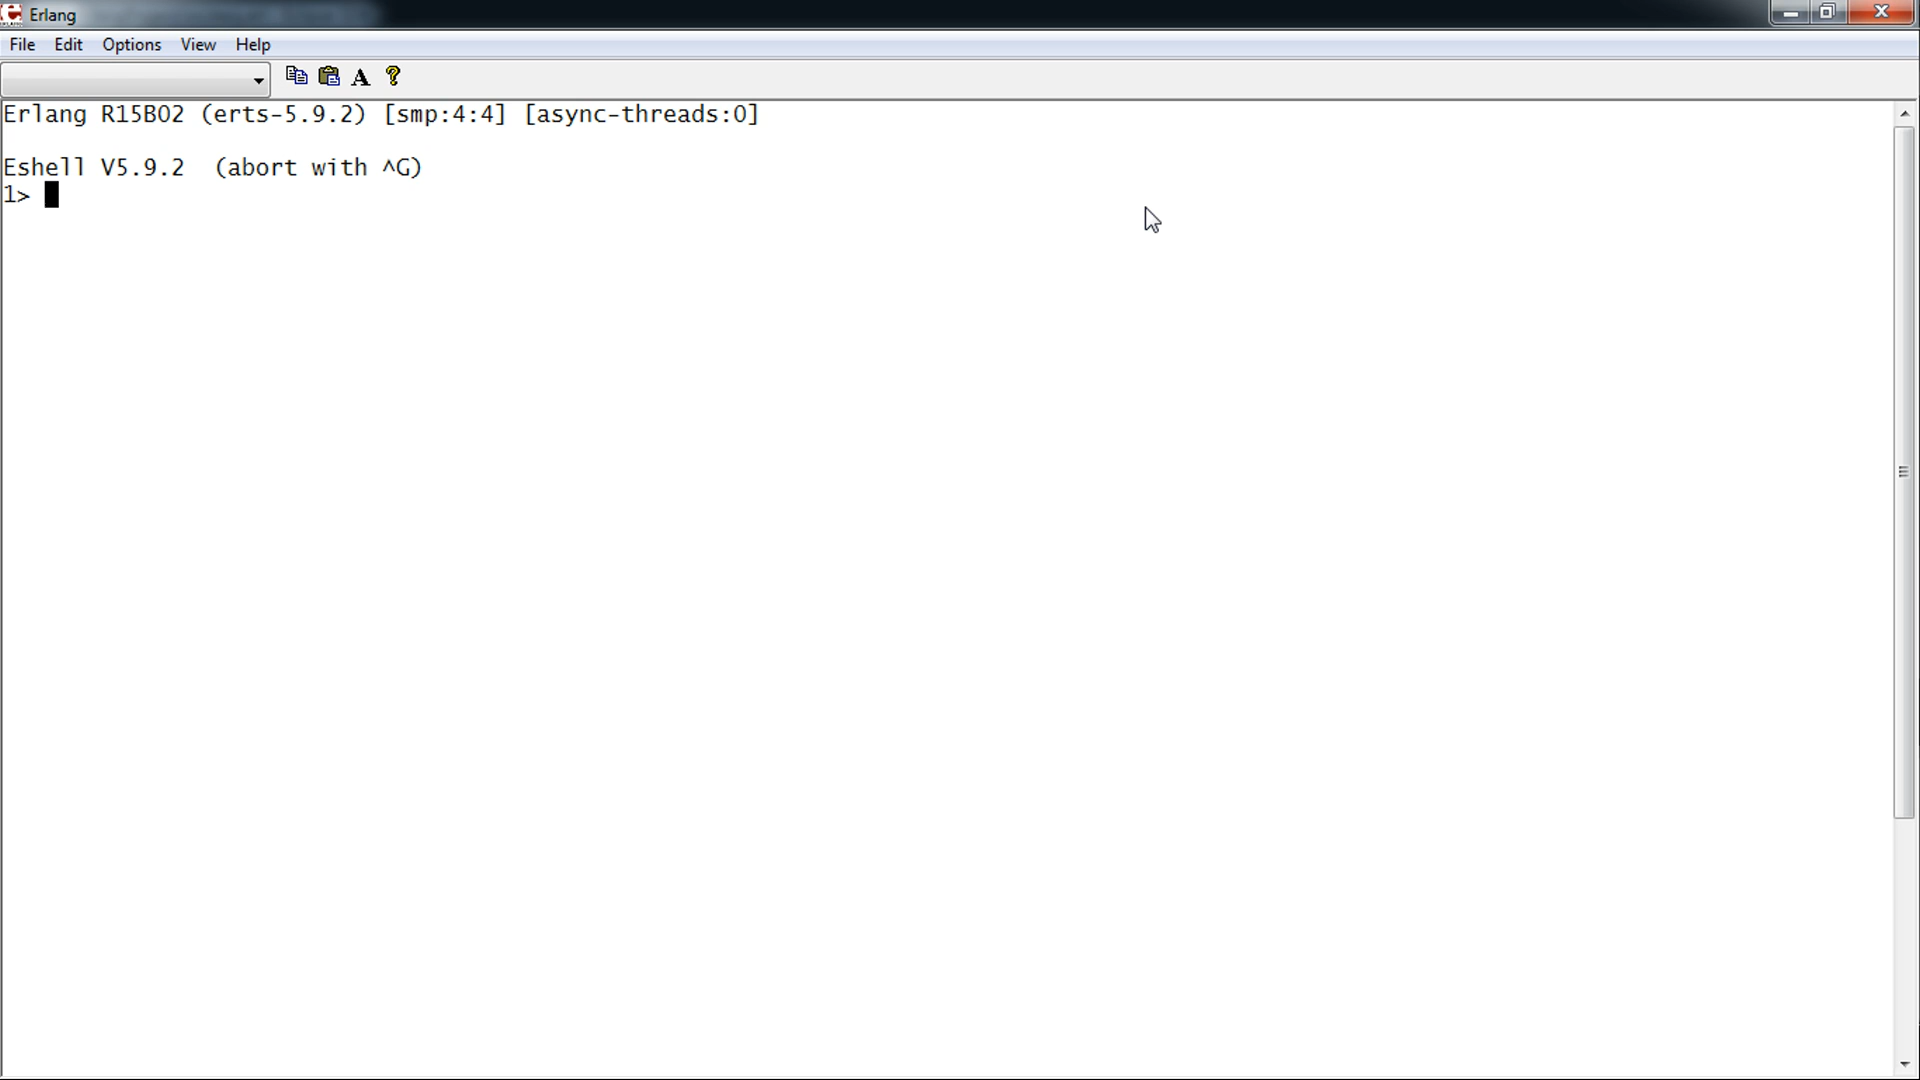 Erlang
File Edit Options View Help
Erlang R15B02 (erts-5.9.2) [smp:4:4] [async-threads:0]
Eshell V5.9.2 (abort with ^G)
1>